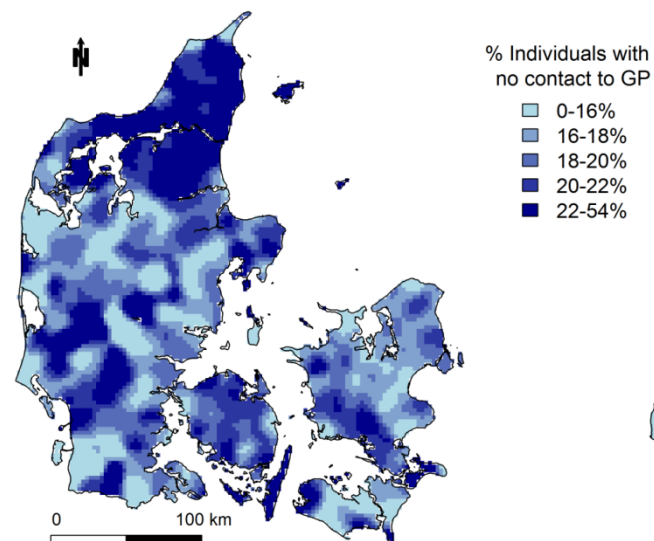 N
% Individuals with
no contact to GP
0-16%
16-18%
18-20%
20-22%
22-54%
0 100 km